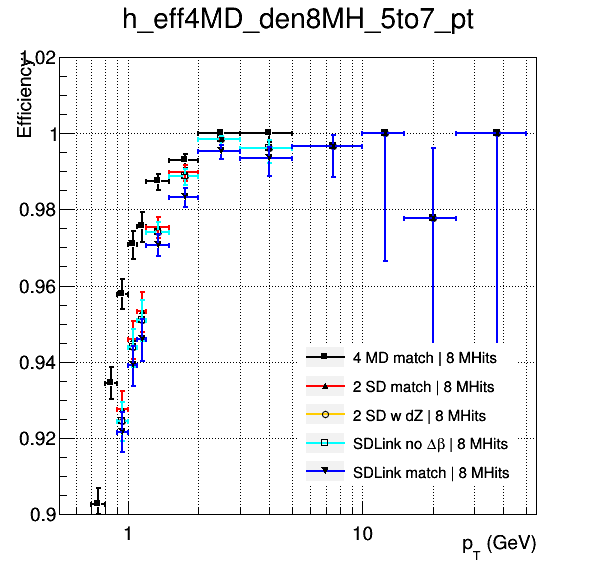 h_eff4MD_den8MH_5to7_pt
Efficiency
1.02
1
0.98
0.96
0.94
0.92
0.9
4 MD match | 8 MHits
2 SD match | 8 MHits
2 SD w dZ | 8 MHits
SDLink no Δβ | 8 MHits
SDLink match | 8 MHits
1
10
p_T (GeV)